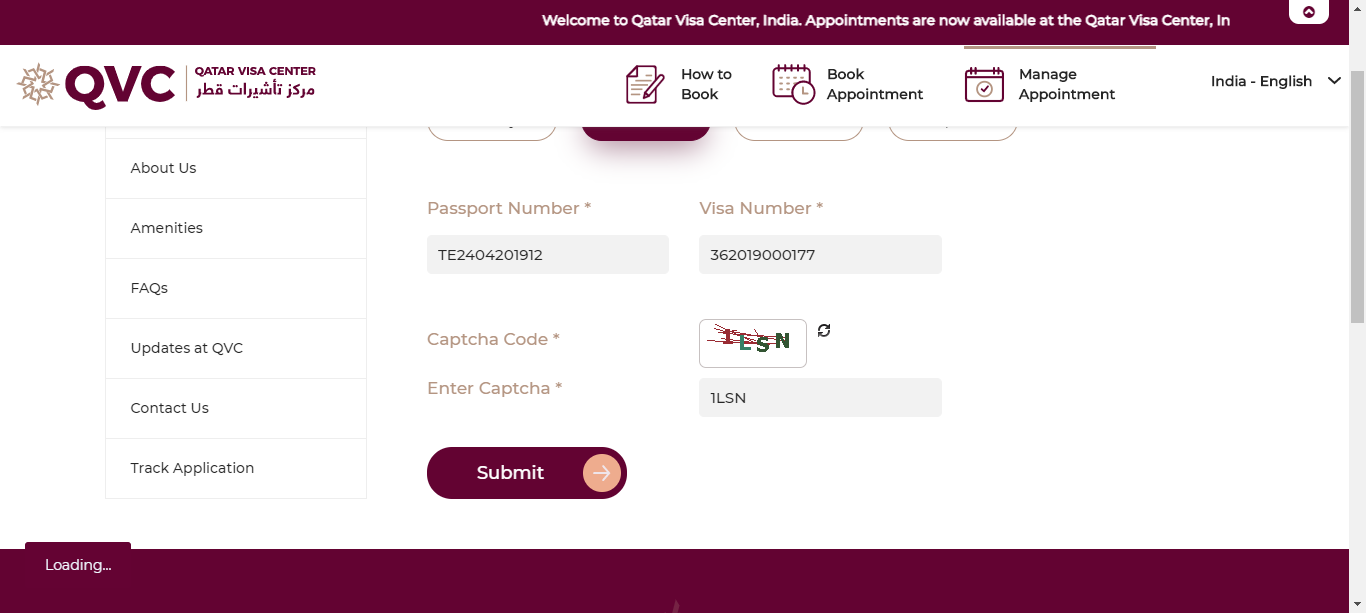 Welcome to Qatar Visa Center, India. Appointments are now available at the Qatar Visa Center, In
QVC
QATAR VISA CENTER
مركز تأشيرات قطر
How to
Book
Book
Appointment
Manage
Appointment
India - English
About Us
Amenities
FAQs
Updates at QVC
Contact Us
Track Application
Passport Number *
Visa Number *
TE2404201912
362019000177
Captcha Code *
1LSN
Enter Captcha *
1LSN
Submit
Loading...